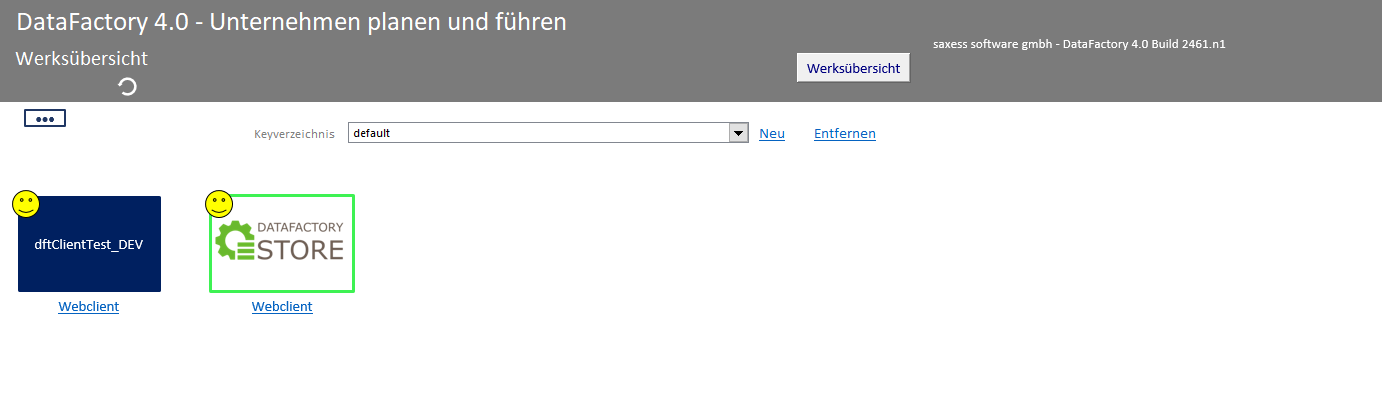 DataFactory 4.0 - Unternehmen planen und führen
saxess software gmbh - DataFactory 4.0 Build 2461.n1
Werksübersicht
Werksübersicht
Keyverzeichnis
default
Neu
Entfernen
dftClientTest_DEV
DATAFACTORY
STORE
Webclient
Webclient